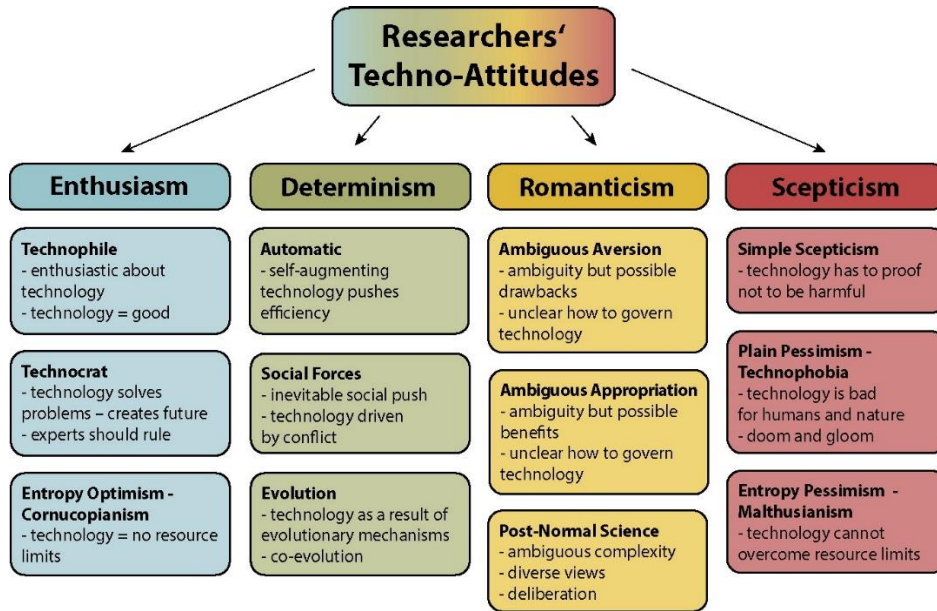 Researchers‘
Techno-Attitudes
Enthusiasm
Technophile
- enthusiastic about
technology
- technology = good
Technocrat
- technology solves
problems – creates future
- experts should rule
Entropy Optimism -
Cornucopianism
- technology = no resource
limits
Determinism
Automatic
- self-augmenting
technology pushes
efficiency
Social Forces
- inevitable social push
- technology driven
by conflict
Evolution
- technology as a result of
evolutionary mechanisms
- co-evolution
Romanticism
Ambiguous Aversion
- ambiguity but possible
drawbacks
- unclear how to govern
technology
Ambiguous Appropriation
- ambiguity but possible
benefits
- unclear how to govern
technology
Post-Normal Science
- ambiguous complexity
- diverse views
- deliberation
Scepticism
Simple Scepticism
- technology has to proof
not to be harmful
Plain Pessimism -
Technophobia
- technology is bad
for humans and nature
- doom and gloom
Entropy Pessimism -
Malthusianism
- technology cannot
overcome resource limits